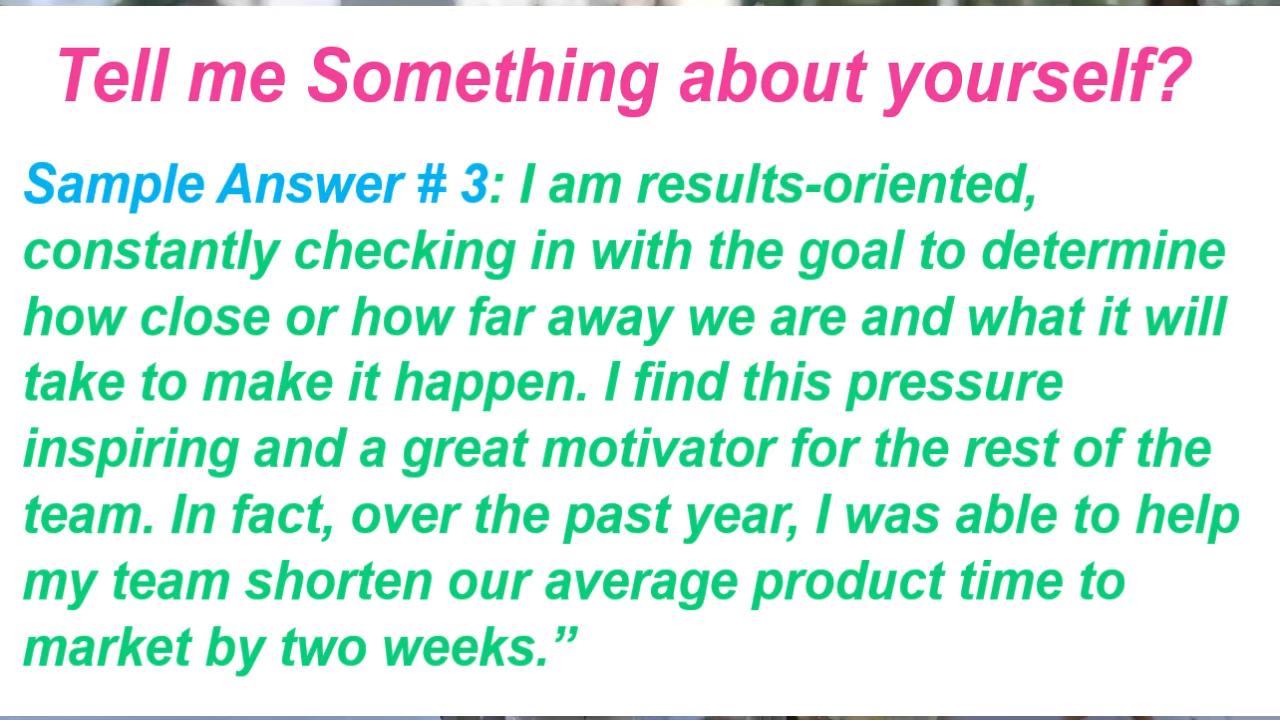 Tell me Something about yourself?
Sample Answer # 3: I am results-oriented,
constantly checking in with the goal to determine
how close or how far away we are and what it will
take to make it happen. I find this pressure
inspiring and a great motivator for the rest of the
team. In fact, over the past year, I was able to help
my team shorten our average product time to
market by two weeks.”